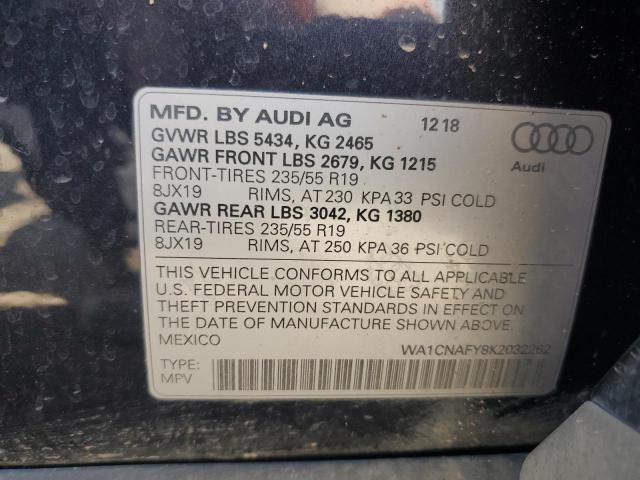 MFD. BY AUDI AG 12 18
GVWR LBS 5434, KG 2465
GAWR FRONT LBS 2679, KG 1215
FRONT-TIRES 235/55 R19
8JX19 RIMS, AT 230 KPA 33 PSI COLD
GAWR REAR LBS 3042, KG 1380
REAR-TIRES 235/55 R19
8JX19 RIMS, AT 250 KPA 36 PSI COLD
Audi
THIS VEHICLE CONFORMS TO ALL APPLICABLE
U.S. FEDERAL MOTOR VEHICLE SAFETY AND
THEFT PREVENTION STANDARDS IN EFFECT ON
THE DATE OF MANUFACTURE SHOWN ABOVE.
MEXICO WA1CNAFY8K2032262
TYPE:
MPV